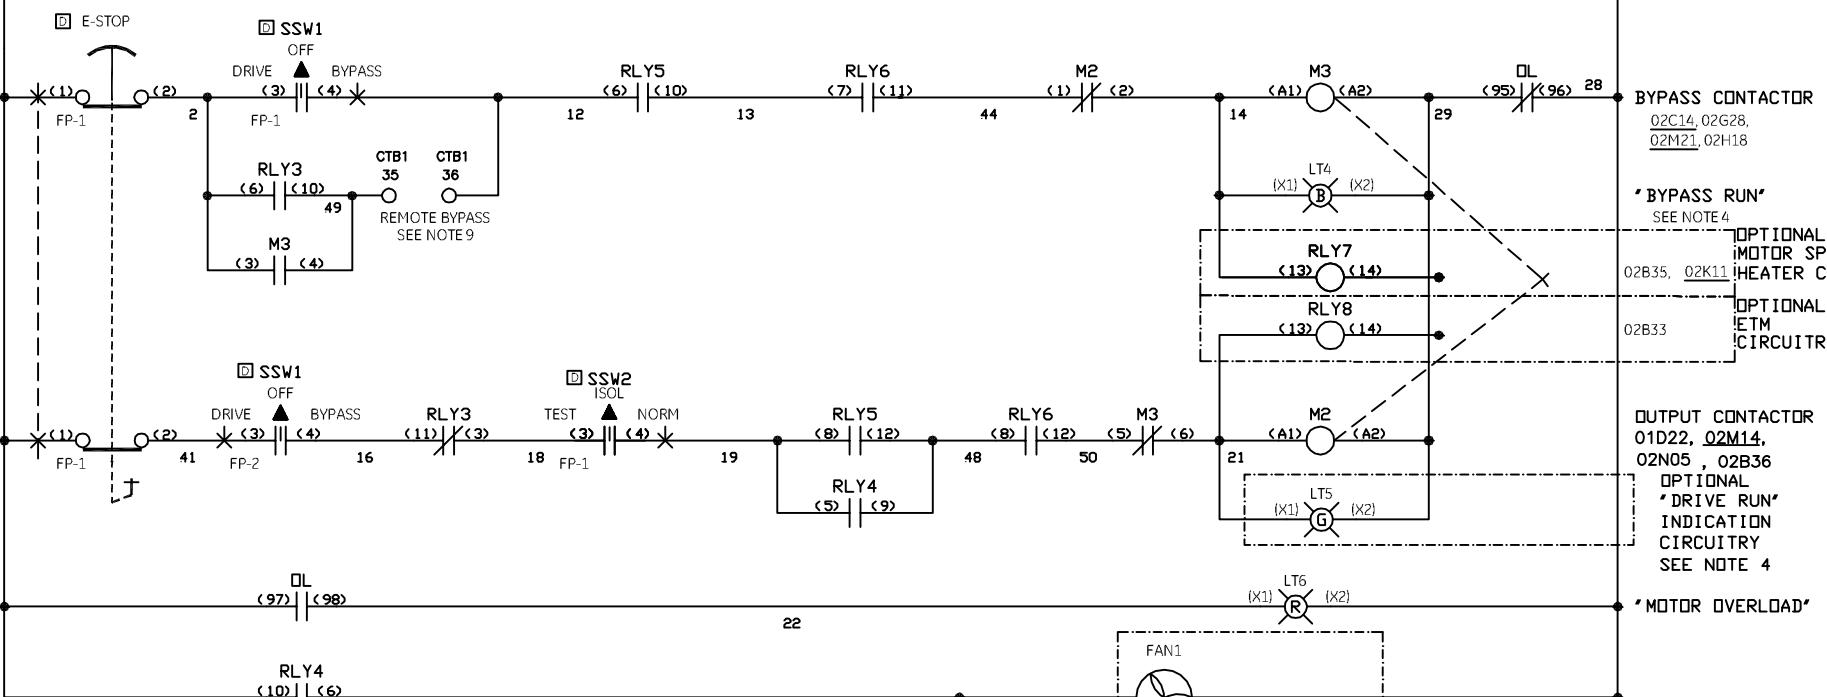 D E-STOP
D SSW1
OFF
DRIVE BYPASS
(1) (2) (3) (4)
FP-1 2 FP-1
RLY5
(6) (10)
12 13
RLY6
(7) (11)
44
M2
(1) (2)
14
M3
(A1) (A2)
29
OL
(95) (96) 28
BYPASS CONTACTOR
02C14, 02G28,
02M21, 02H18
RLY3
(6) (10)
49
CTB1 CTB1
35 36
REMOTE BYPASS
SEE NOTE 9
M3
(3) (4)
LT4
(X1) B (X2)
"BYPASS RUN"
SEE NOTE 4
RLY7
(13) (14)
02B35, 02K11
OPTIONAL
MOTOR SP
HEATER C
RLY8
(13) (14)
02B33
OPTIONAL
ETM
CIRCUITR
D SSW1
OFF
DRIVE BYPASS
(1) (2) (3) (4)
FP-1 41 FP-2 16
RLY3
(11) (3)
18
D SSW2
ISOL
TEST NORM
(3) (4)
FP-1 19
RLY5
(8) (12)
48
RLY4
(5) (9)
RLY6
(8) (12)
50
M3
(5) (6)
21
M2
(A1) (A2)
OUTPUT CONTACTOR
01D22, 02M14,
02N05 , 02B36
LT5
(X1) G (X2)
OPTIONAL
"DRIVE RUN"
INDICATION
CIRCUITRY
SEE NOTE 4
OL
(97) (98)
22
LT6
(X1) R (X2)
"MOTOR OVERLOAD"
RLY4
(10) (6)
FAN1